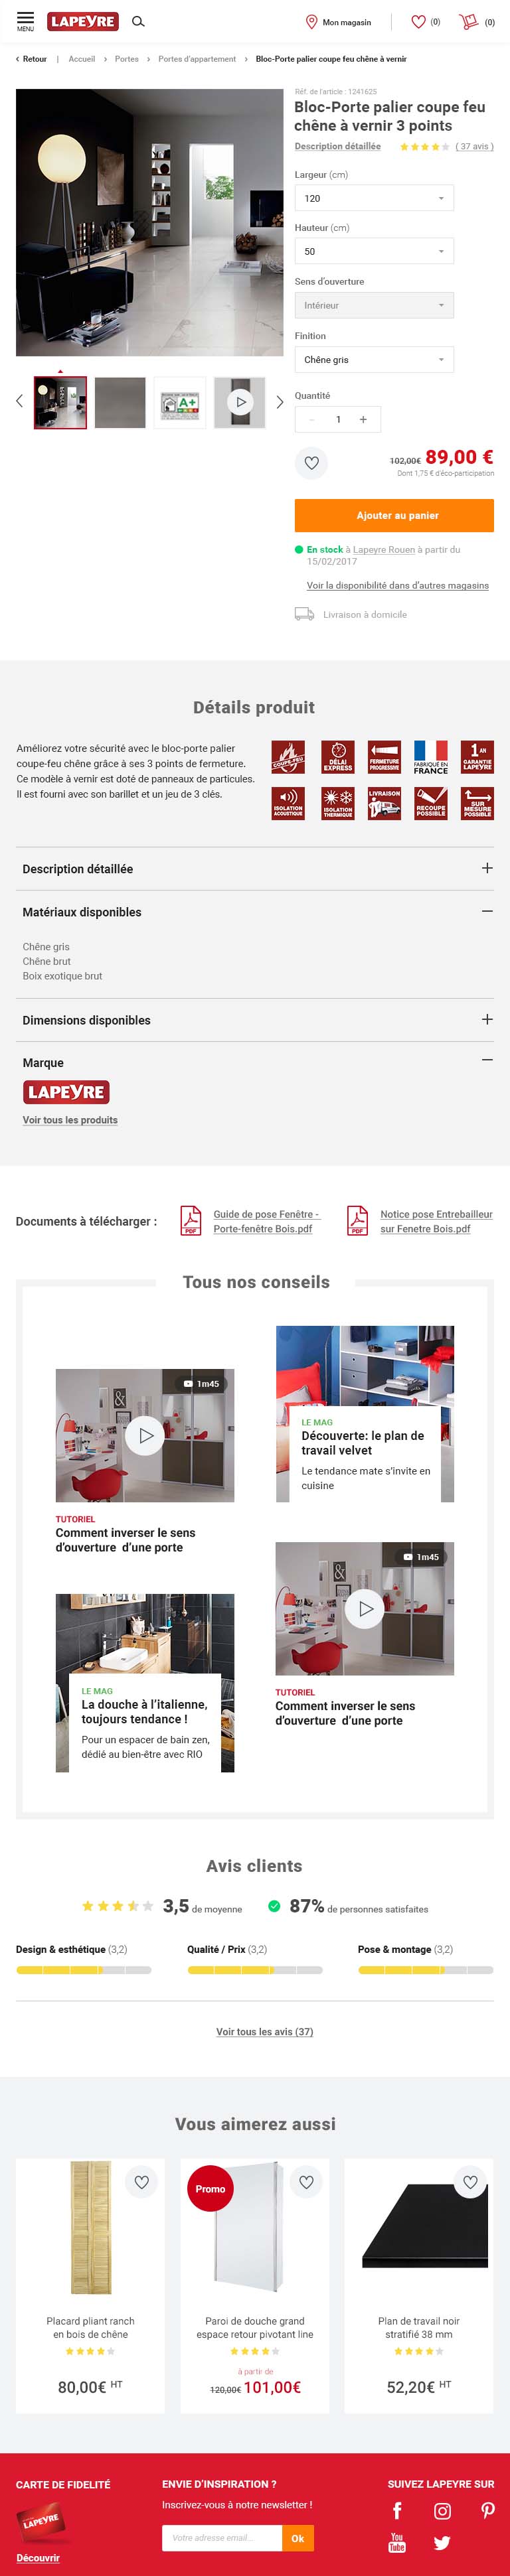 MENU
LAPEYRE
Mon magasin
(0)
(0)
‹ Retour | Accueil › Portes › Portes d'appartement › Bloc-Porte palier coupe feu chêne à vernir
Réf. de l'article : 1241625
Bloc-Porte palier coupe feu
chêne à vernir 3 points
Description détaillée
( 37 avis )
Largeur (cm)
120
Hauteur (cm)
50
Sens d'ouverture
Intérieur
Finition
Chêne gris
A+
Quantité
- 1 +
102,00€ 89,00 €
Dont 1,75 € d'éco-participation
Ajouter au panier
En stock à Lapeyre Rouen à partir du
15/02/2017
Voir la disponibilité dans d'autres magasins
Livraison à domicile
Détails produit
Améliorez votre sécurité avec le bloc-porte palier
coupe-feu chêne grâce à ses 3 points de fermeture.
Ce modèle à vernir est doté de panneaux de particules.
Il est fourni avec son barillet et un jeu de 3 clés.
COUPE-FEU
DÉLAI
EXPRESS
FERMETURE
PROGRESSIVE
FABRIQUÉ EN
FRANCE
1 AN
GARANTIE
LAPEYRE
ISOLATION
ACOUSTIQUE
ISOLATION
THERMIQUE
LIVRAISON
RECOUPE
POSSIBLE
SUR
MESURE
POSSIBLE
Description détaillée
Matériaux disponibles
Chêne gris
Chêne brut
Boix exotique brut
Dimensions disponibles
Marque
LAPEYRE
Voir tous les produits
Documents à télécharger :
PDF
Guide de pose Fenêtre -
Porte-fenêtre Bois.pdf
PDF
Notice pose Entrebailleur
sur Fenetre Bois.pdf
Tous nos conseils
1m45
TUTORIEL
Comment inverser le sens
d'ouverture d'une porte
LE MAG
Découverte: le plan de
travail velvet
Le tendance mate s'invite en
cuisine
LE MAG
La douche à l'italienne,
toujours tendance !
Pour un espacer de bain zen,
dédié au bien-être avec RIO
1m45
TUTORIEL
Comment inverser le sens
d'ouverture d'une porte
Avis clients
3,5 de moyenne
87% de personnes satisfaites
Design & esthétique (3,2)
Qualité / Prix (3,2)
Pose & montage (3,2)
Voir tous les avis (37)
Vous aimerez aussi
Placard pliant ranch
en bois de chêne
80,00€ HT
Promo
Paroi de douche grand
espace retour pivotant line
à partir de
120,00€ 101,00€
Plan de travail noir
stratifié 38 mm
52,20€ HT
CARTE DE FIDELITÉ
LAPEYRE
Découvrir
ENVIE D'INSPIRATION ?
Inscrivez-vous à notre newsletter !
Votre adresse email...
Ok
SUIVEZ LAPEYRE SUR
You
Tube